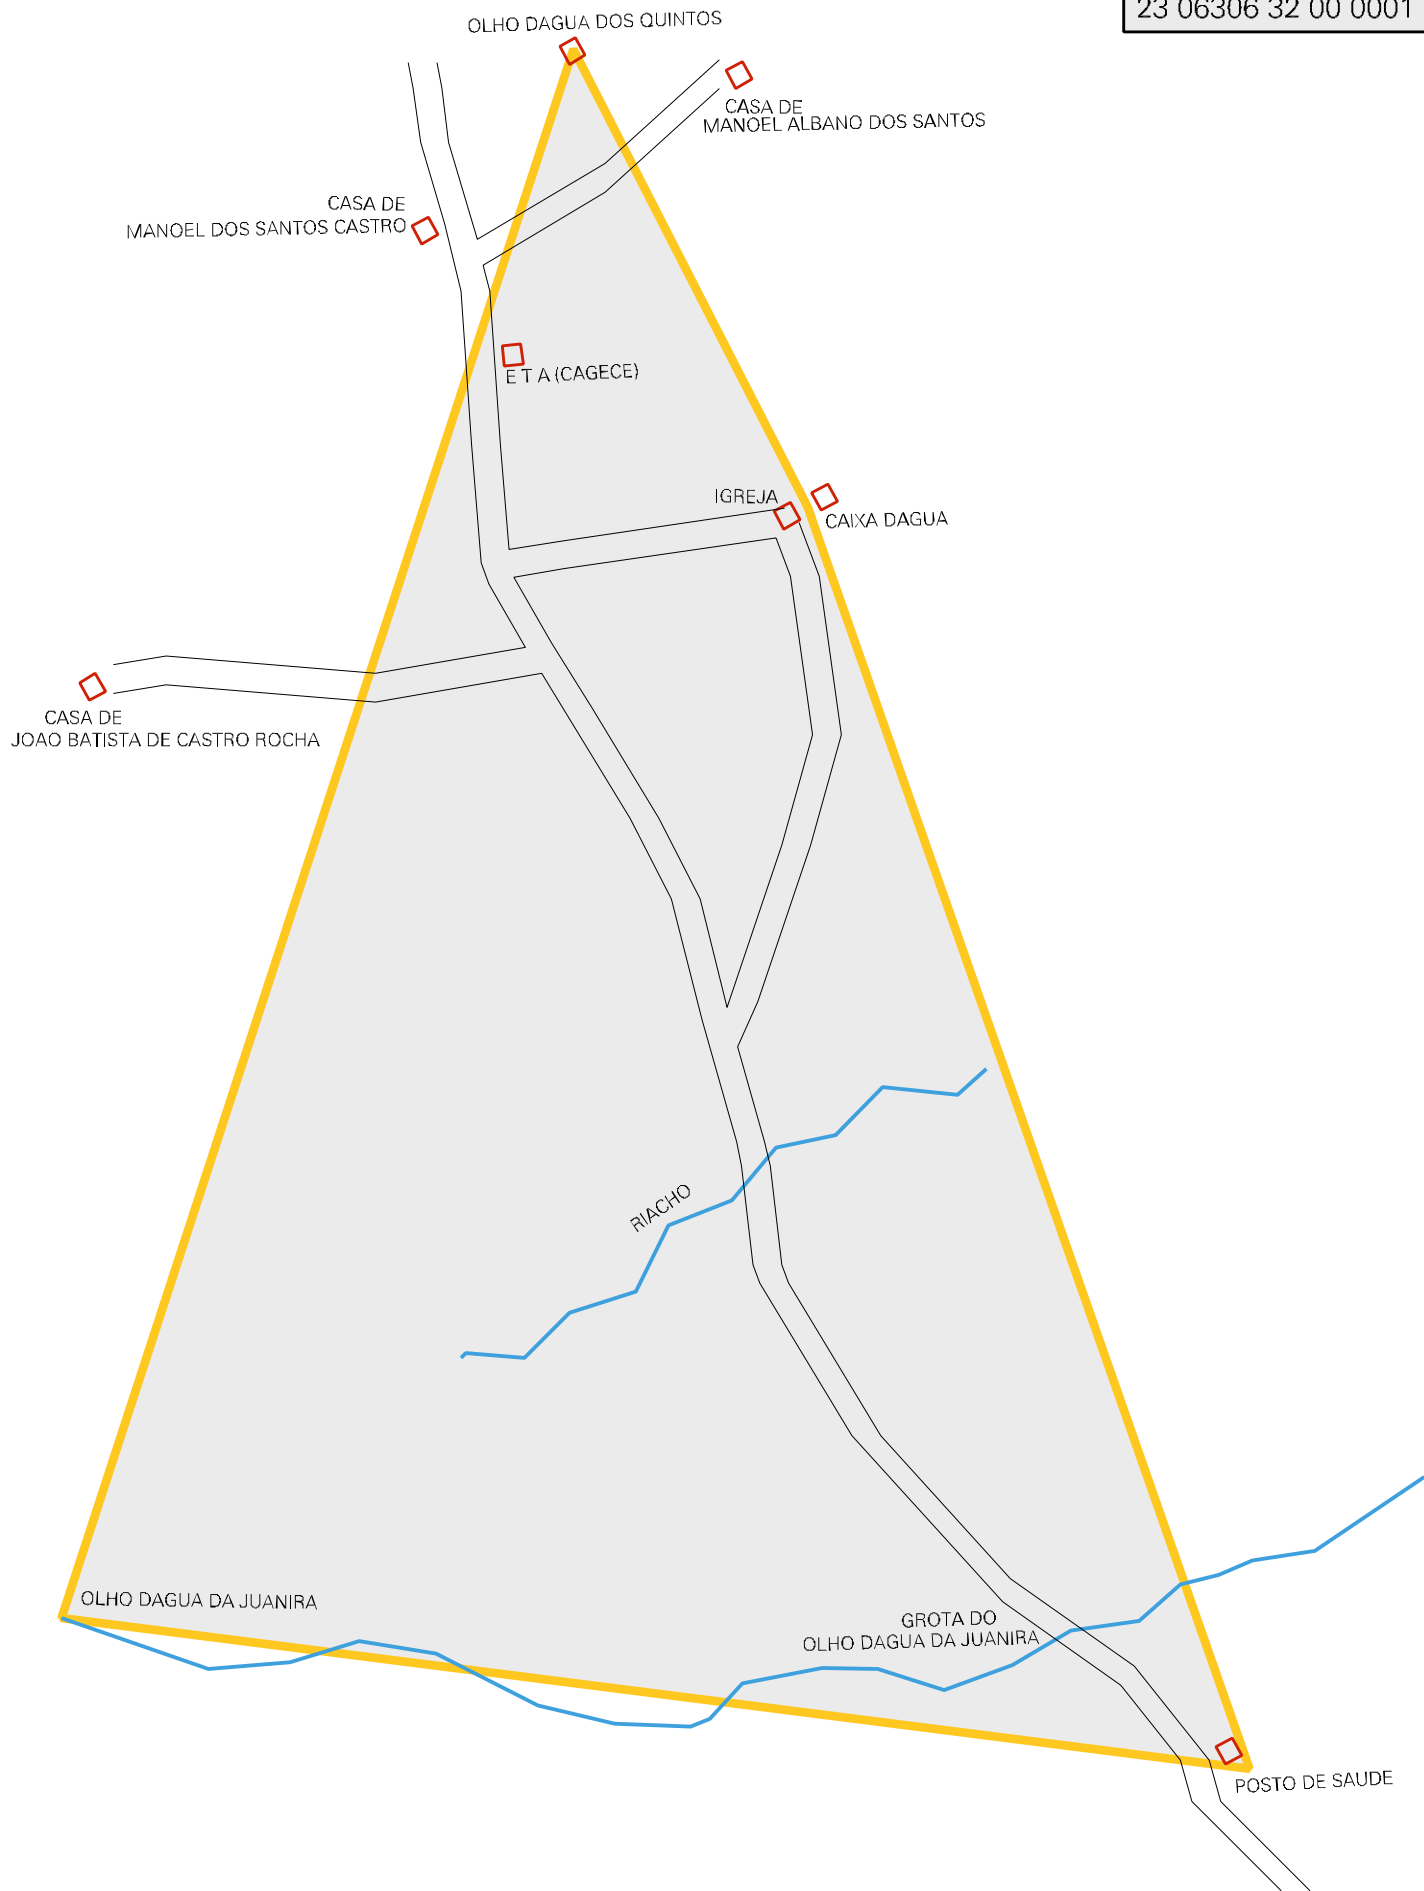 23 06306 32 00 0001
OLHO DAGUA DOS QUINTOS
CASA DE
MANOEL ALBANO DOS SANTOS
CASA DE
MANOEL DOS SANTOS CASTRO
E T A (CAGECE)
IGREJA
CAIXA DAGUA
CASA DE
JOAO BATISTA DE CASTRO ROCHA
RIACHO
OLHO DAGUA DA JUANIRA
GROTA DO
OLHO DAGUA DA JUANIRA
POSTO DE SAUDE